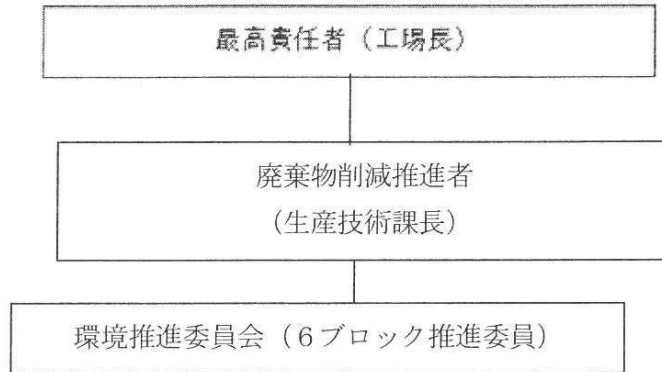 最高責任者（工場長）
廃棄物削減推進者
（生産技術課長）
環境推進委員会（６ブロック推進委員）